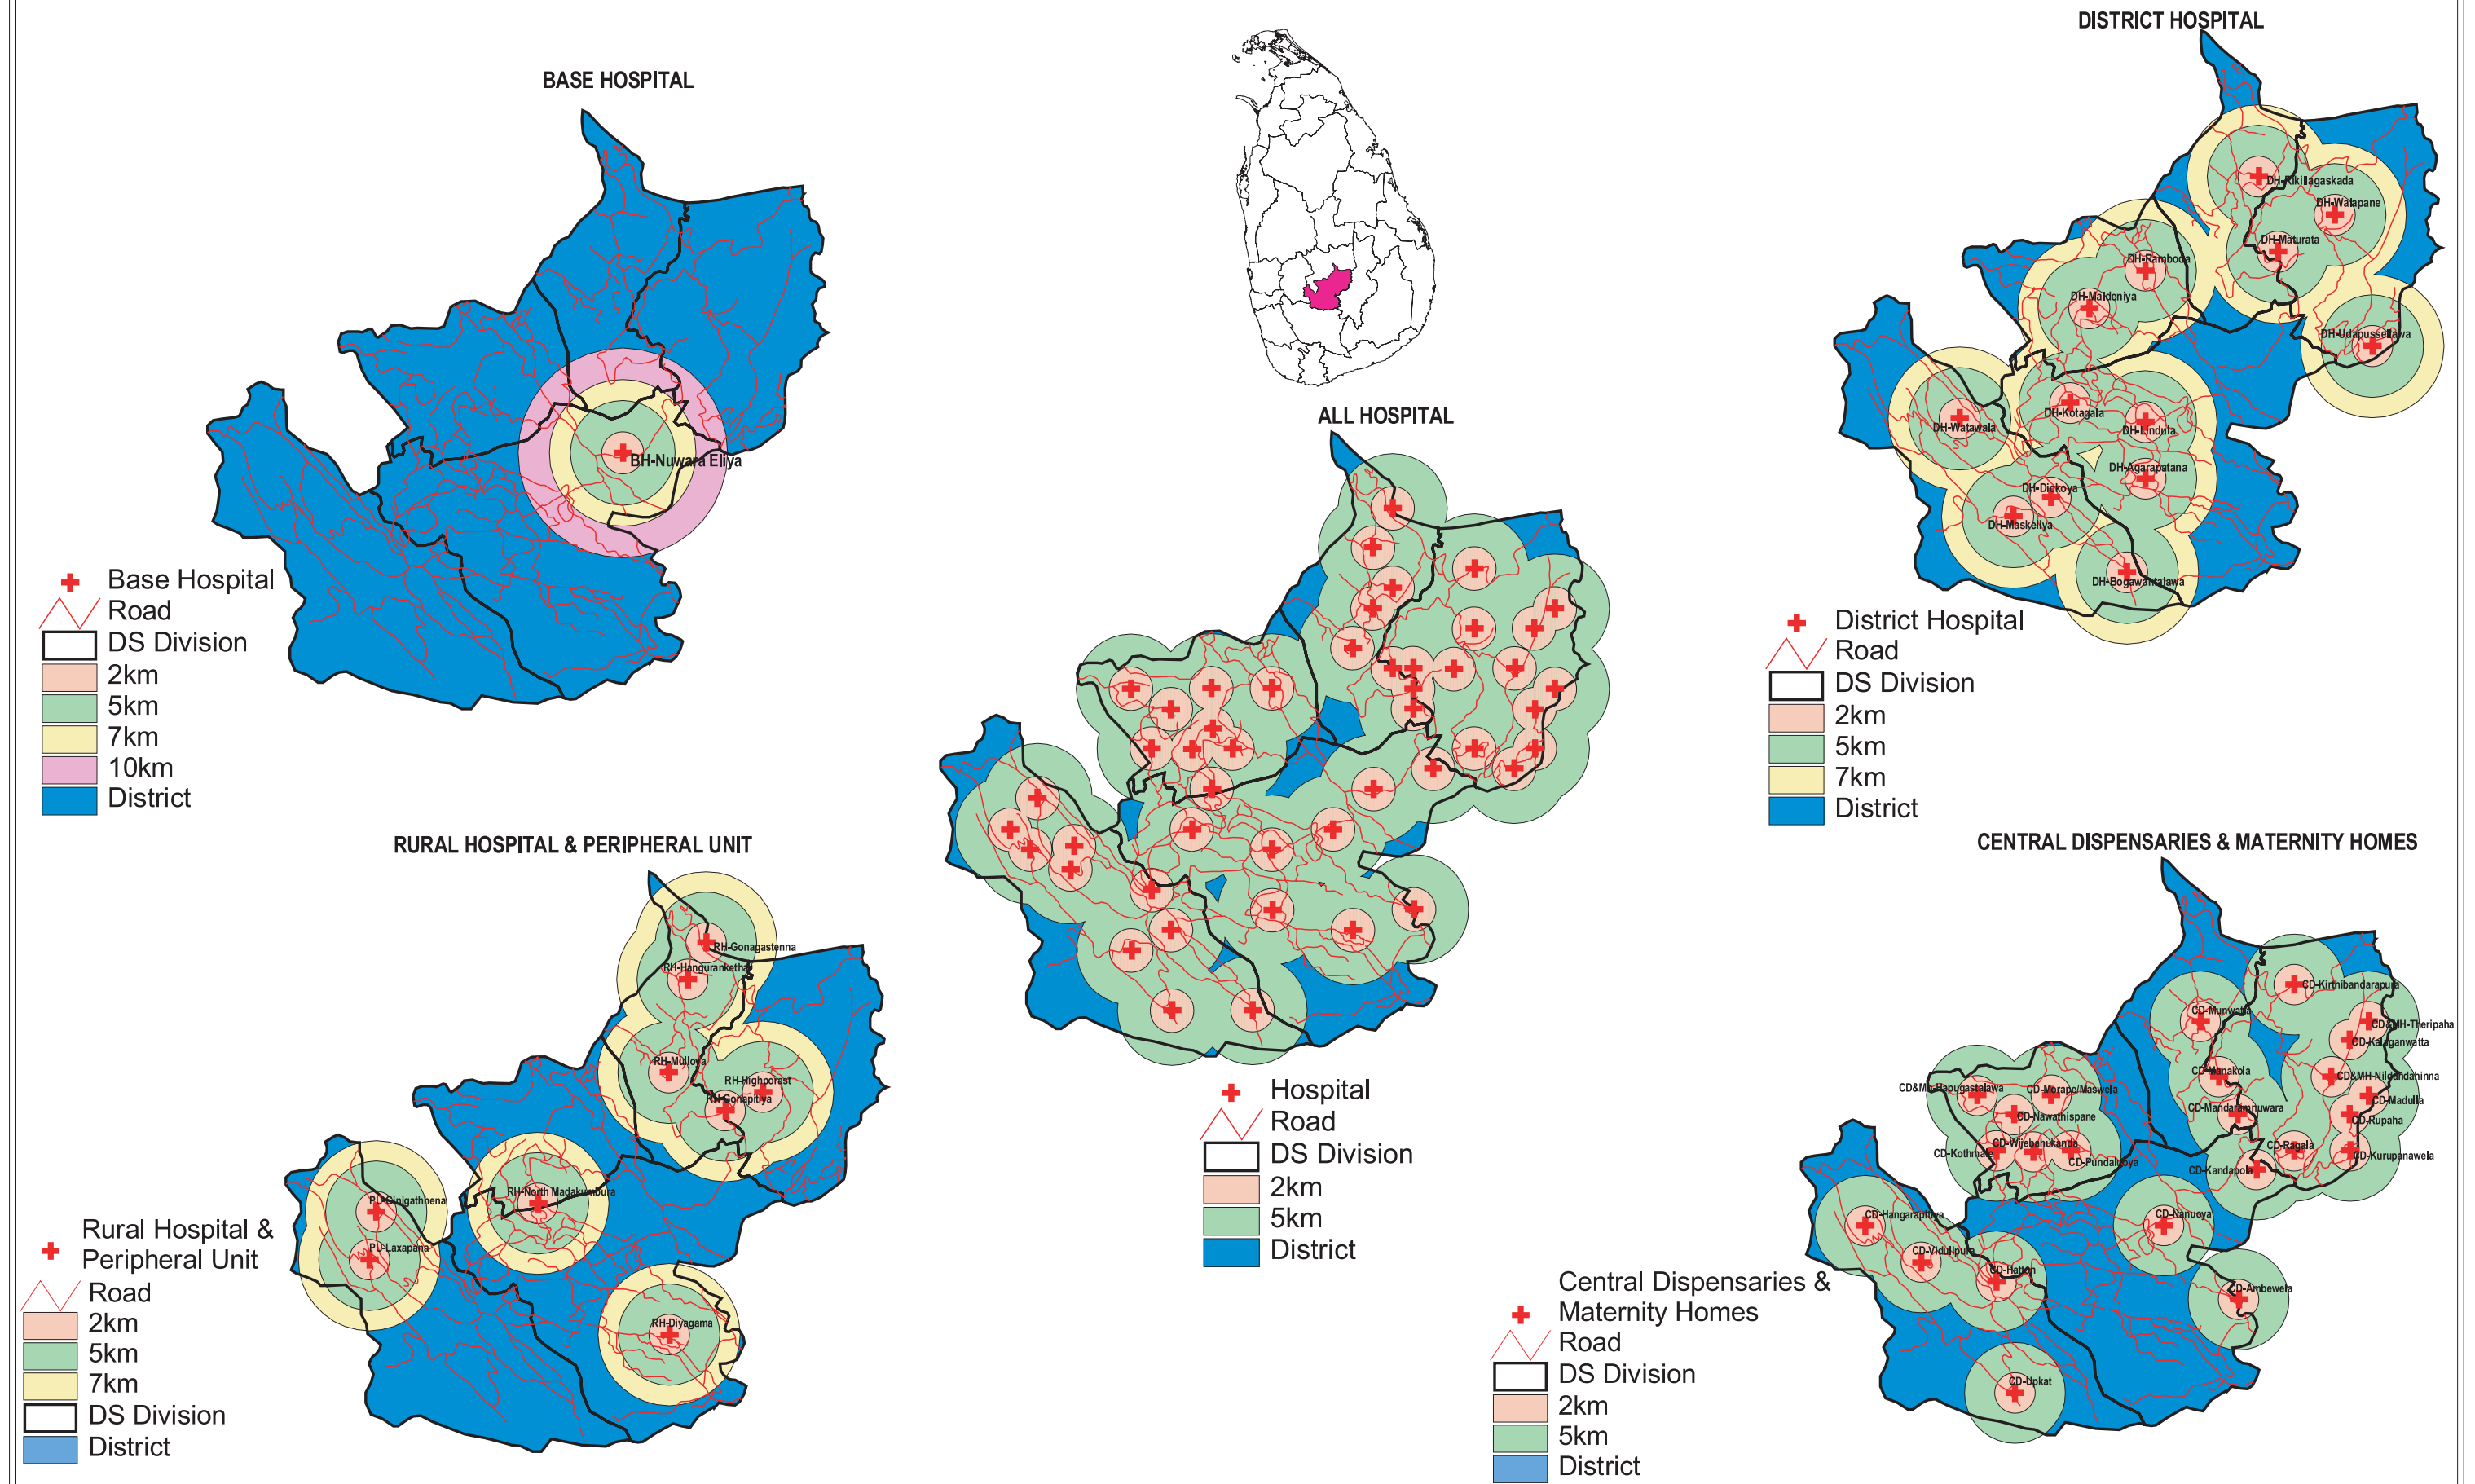 BASE HOSPITAL
BH-Nuwara Eliya
Base Hospital
Road
DS Division
2km
5km
7km
10km
District
DISTRICT HOSPITAL
DH-Rikillagaskada
DH-Walapane
DH-Maturata
DH-Ramboda
DH-Maldeniya
DH-Udapussellawa
DH-Kotagala
DH-Watawala
DH-Lindula
DH-Agarapatana
DH-Dickoya
DH-Maskeliya
DH-Bogawantalawa
District Hospital
Road
DS Division
2km
5km
7km
District
ALL HOSPITAL
Hospital
Road
DS Division
2km
5km
District
RURAL HOSPITAL & PERIPHERAL UNIT
RH-Gonagastenna
RH-Hanguranketha
RH-Mulloya
RH-Highporast
RH-Gonapitiya
RH-North Madakumbura
PU-Ginigathhena
PU-Laxapana
RH-Diyagama
Rural Hospital &
Peripheral Unit
Road
2km
5km
7km
DS Division
District
CENTRAL DISPENSARIES & MATERNITY HOMES
CD-Kirthibandarapura
CD-Munwatta
CD&MH-Theripaha
CD-Kalaganwatta
CD-Manakola
CD&MH-Nildandahinna
CD-Madulla
CD-Morape/Maswela
CD-Mandaramnuwara
CD-Nawathispane
CD-Rupaha
CD-Wijebahukanda
CD-Kothmale
CD-Pundaloya
CD-Ragala
CD-Kurupanawela
CD-Kandapola
CD-Hangarapitiya
CD-Nanuoya
CD-Vidulipura
CD-Hatton
CD-Ambewela
CD-Upkat
Central Dispensaries &
Maternity Homes
Road
DS Division
2km
5km
District